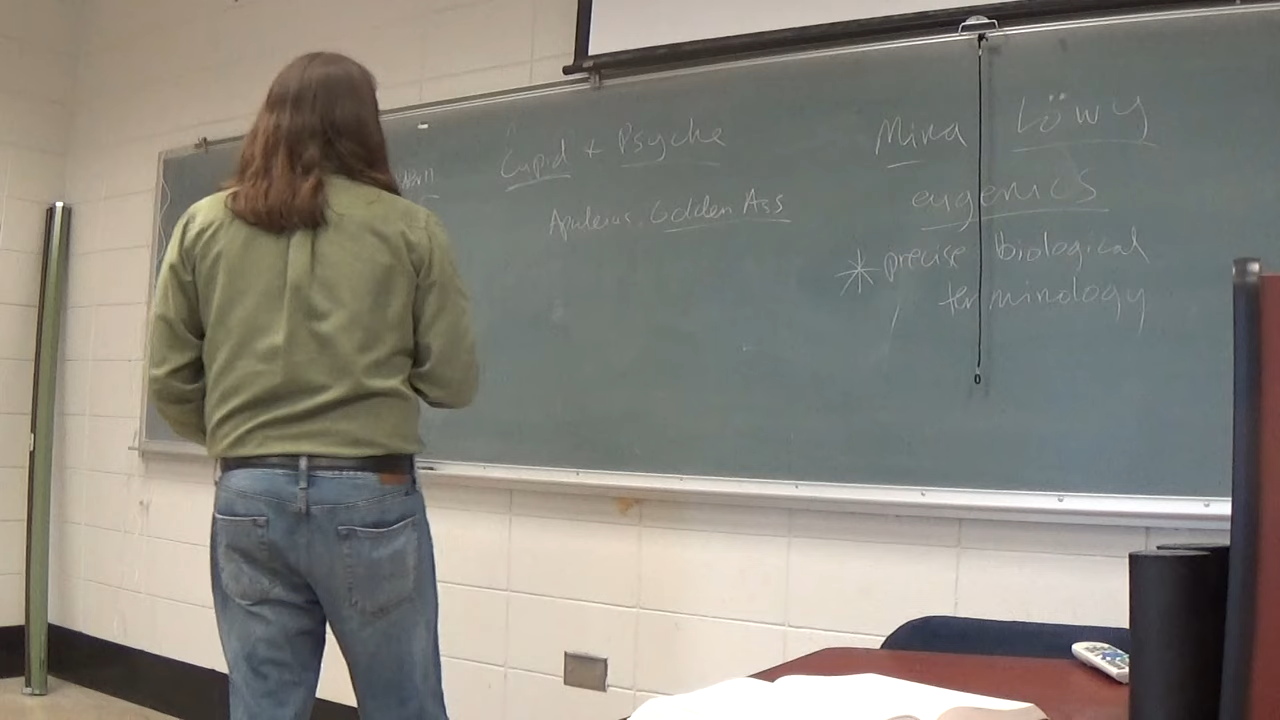 Cupid + Psyche
Apuleius, Golden Ass
Mina Löwy
eugenics
* precise biological
terminology